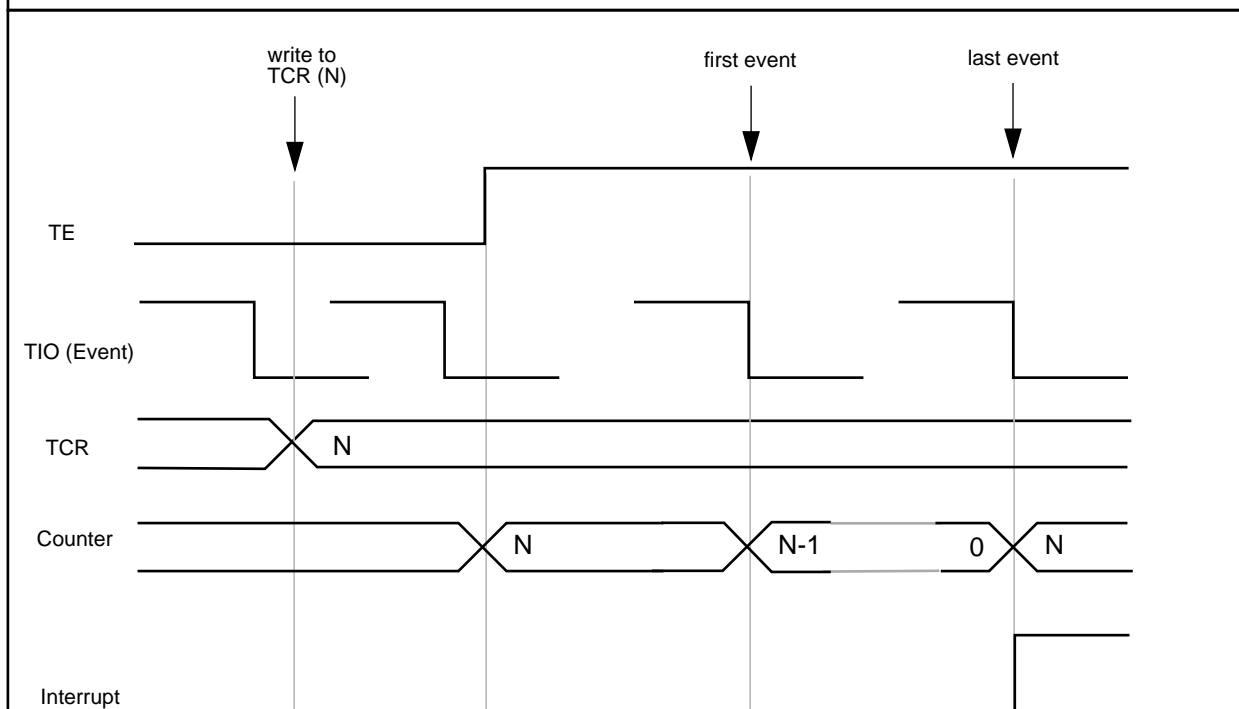 write to
TCR (N)
first event
last event
TE
TIO (Event)
TCR
N
Counter
N
N-1
0
N
Interrupt